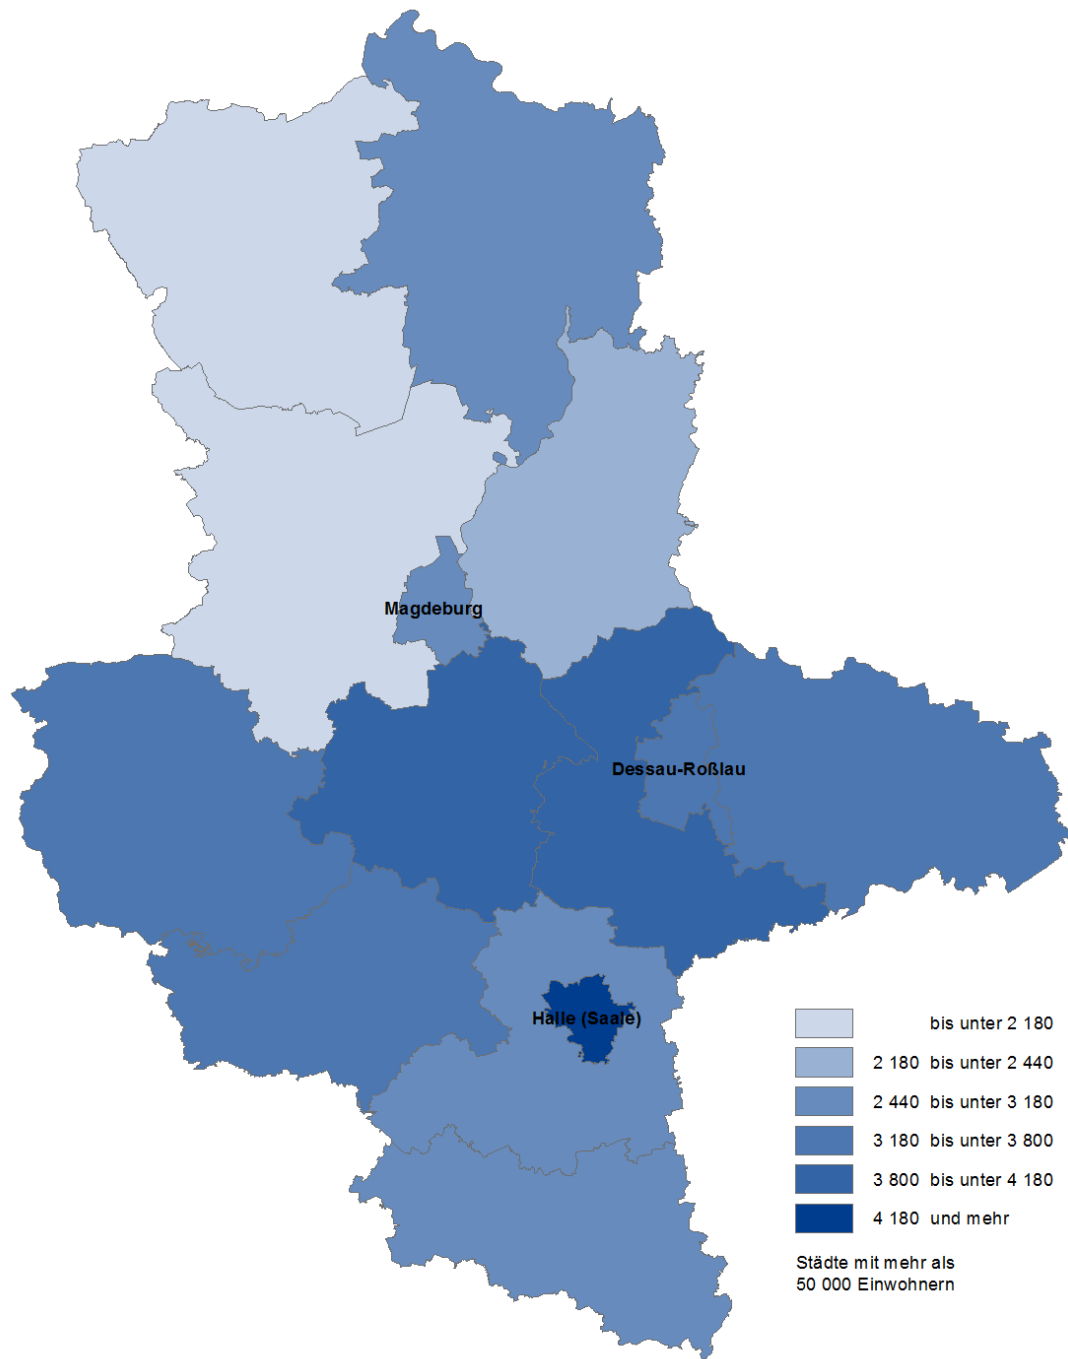 Magdeburg
Dessau-Roßlau
Halle (Saale)
bis unter 2 180
2 180 bis unter 2 440
2 440 bis unter 3 180
3 180 bis unter 3 800
3 800 bis unter 4 180
4 180 und mehr
Städte mit mehr als
50 000 Einwohnern